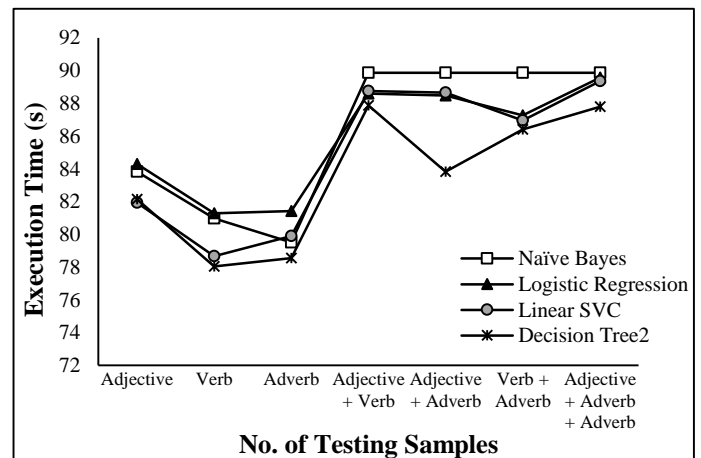 92
90
88
86
84
82
80
78
76
74
72
Execution Time (s)
Naïve Bayes
Logistic Regression
Linear SVC
Decision Tree2
Adjective
Verb
Adverb
Adjective
+ Verb
Adjective
+ Adverb
Verb +
Adverb
Adjective
+ Adverb
+ Adverb
No. of Testing Samples